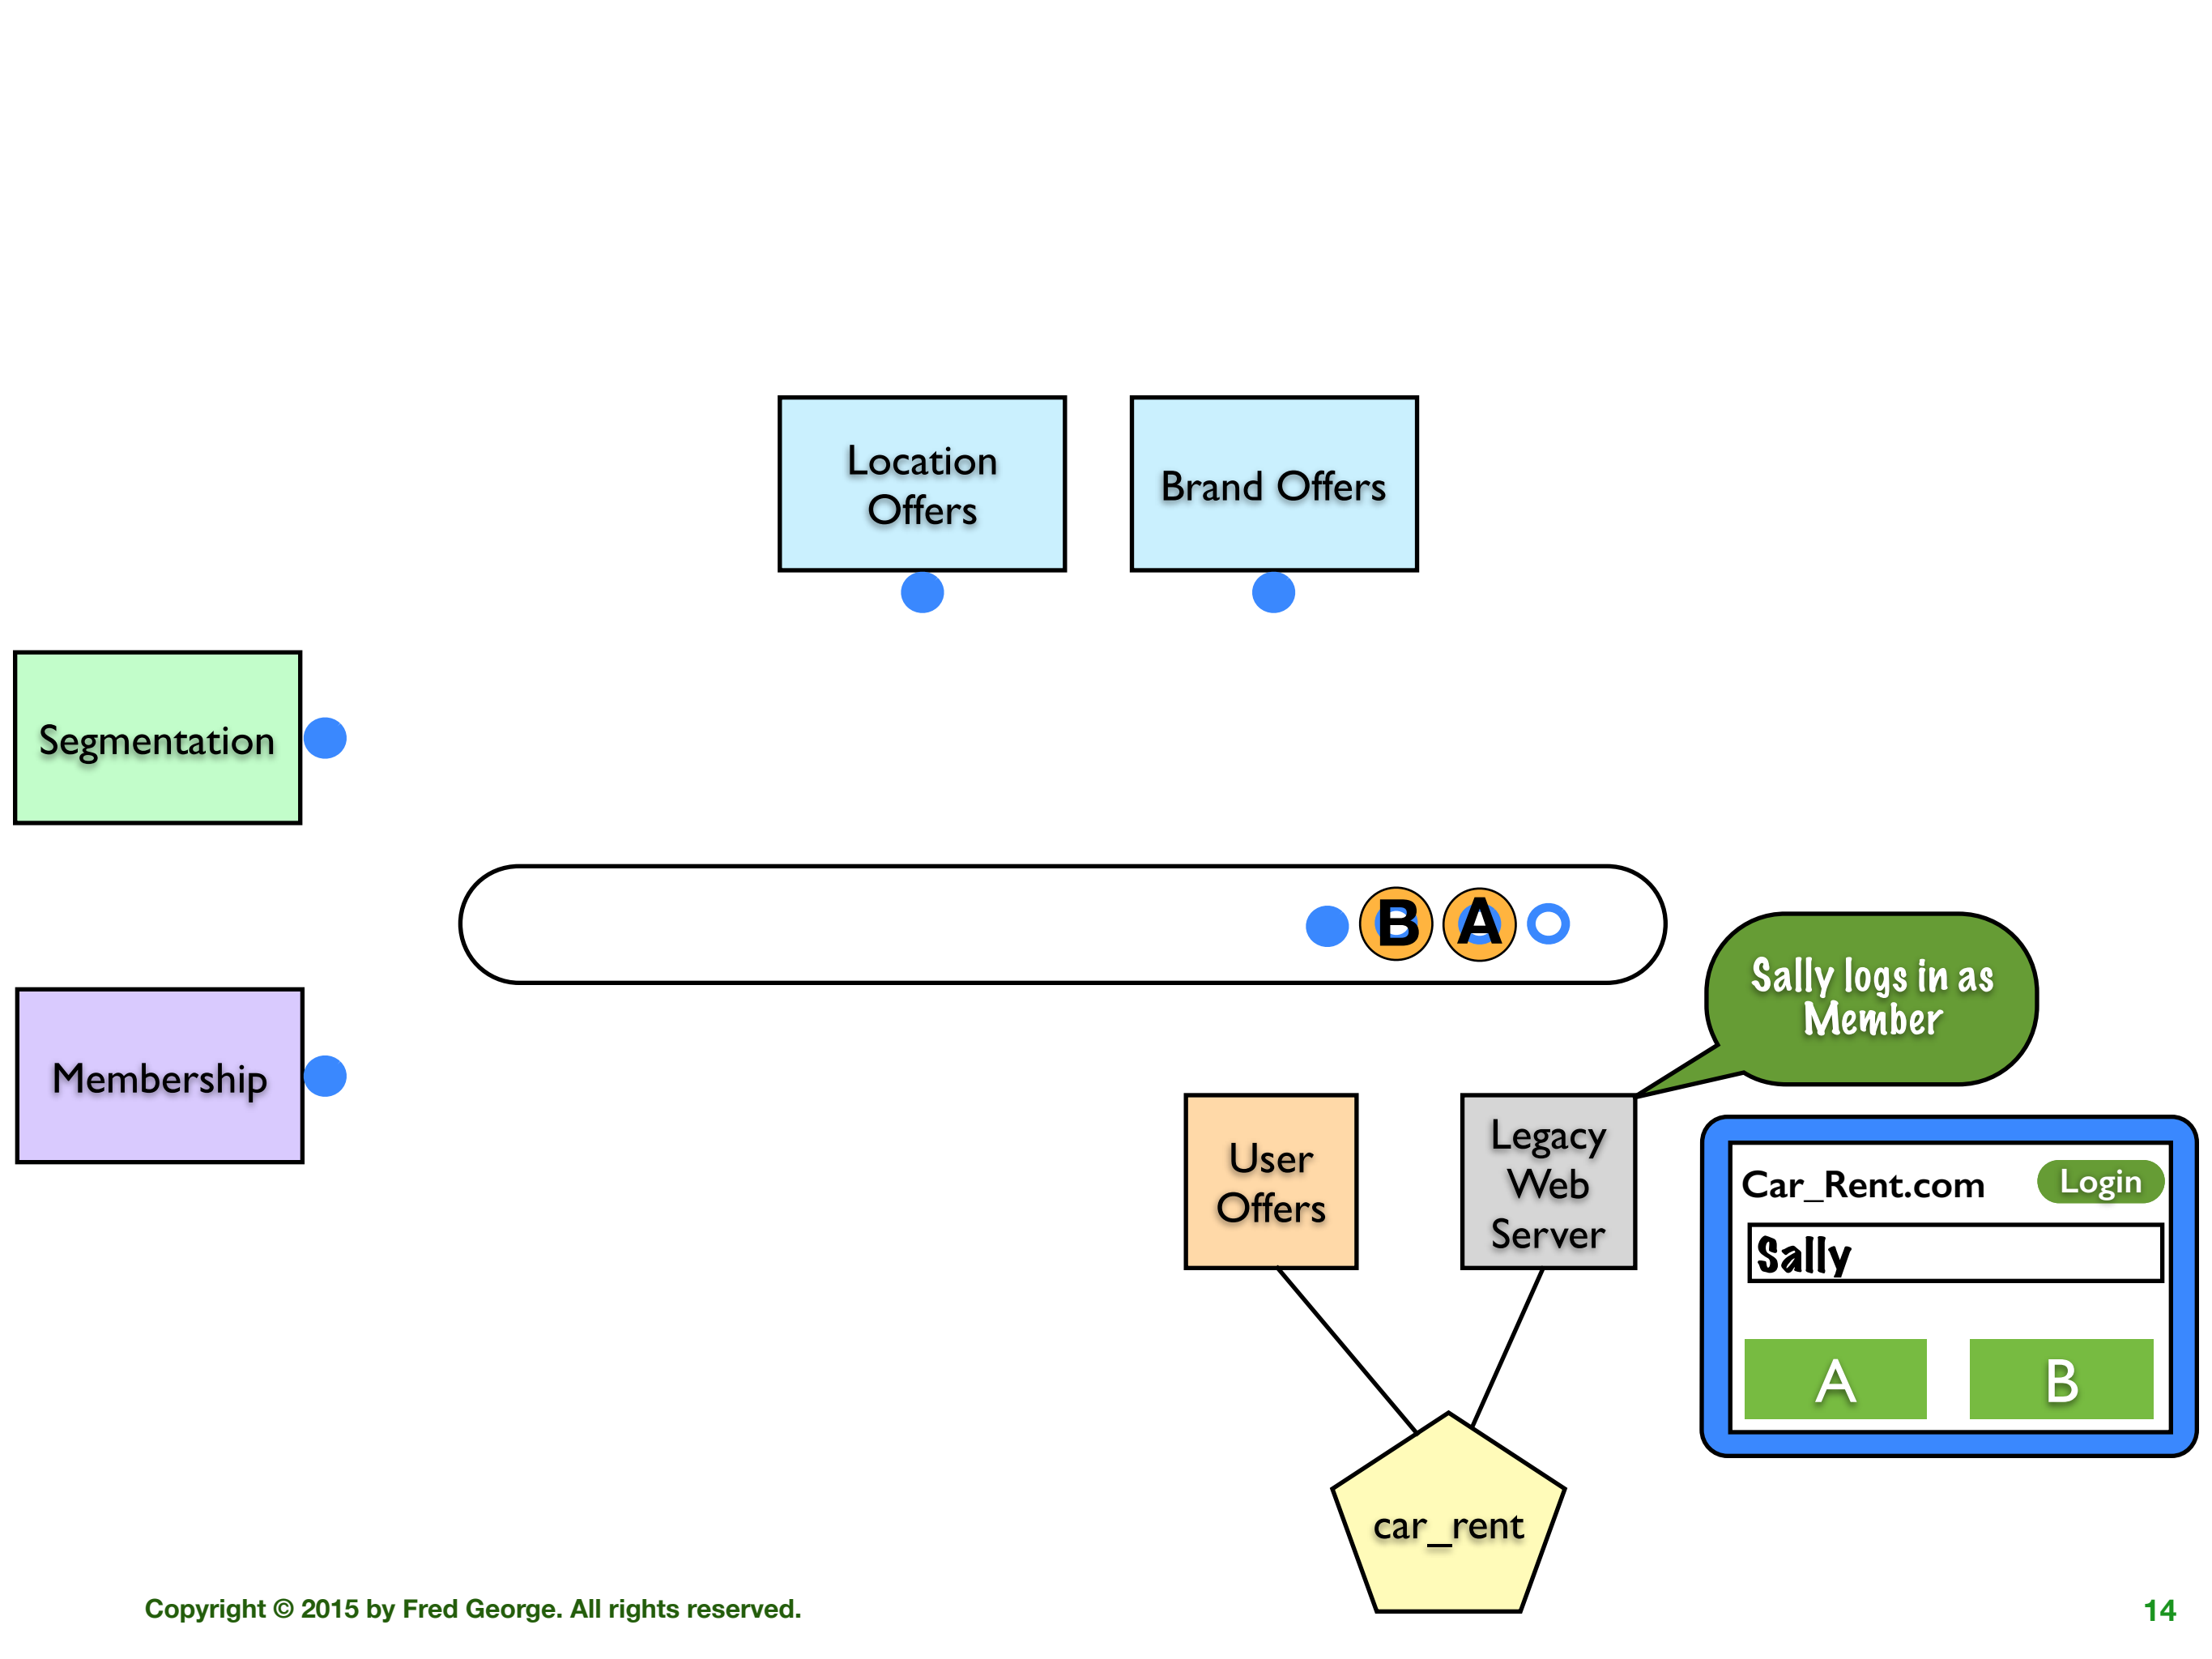 Location
Offers
Brand Offers
Segmentation
B
A
Sally logs in as
Member
Membership
User
Offers
Legacy
Web
Server
Car_Rent.com
Login
Sally
A
B
car_rent
Copyright © 2015 by Fred George. All rights reserved.
14